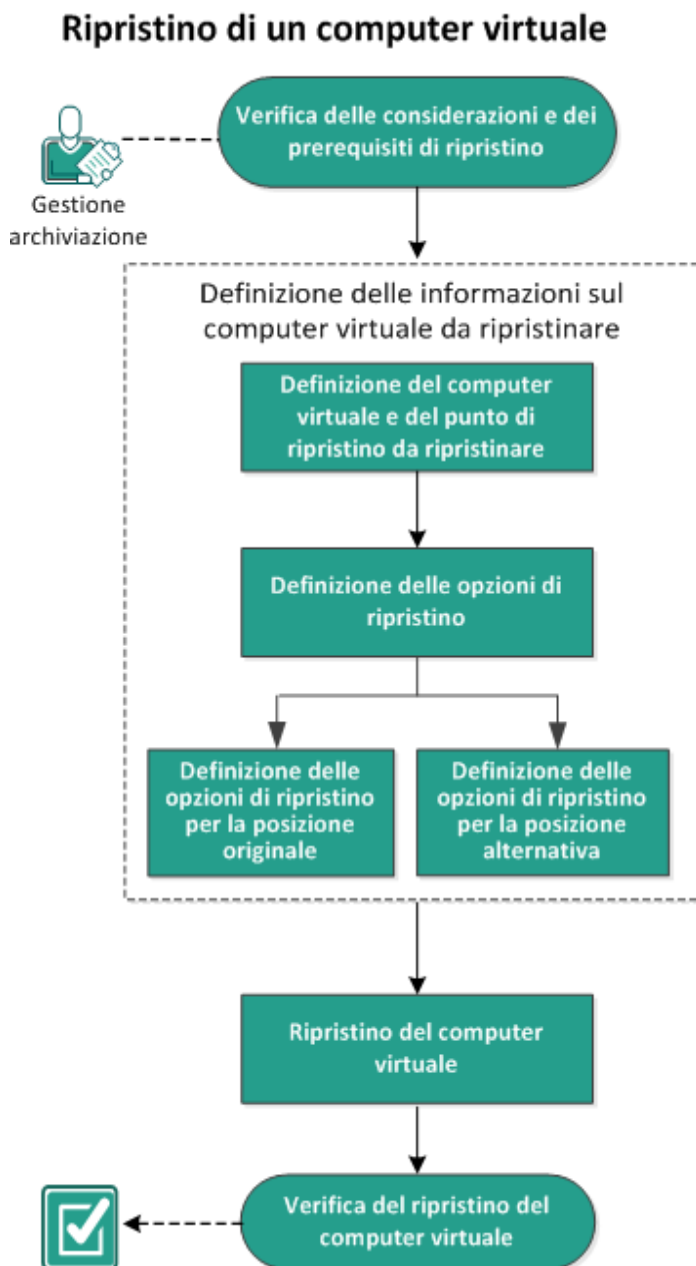 Ripristino di un computer virtuale
Verifica delle considerazioni e dei
prerequisiti di ripristino
Gestione
archiviazione
Definizione delle informazioni sul
computer virtuale da ripristinare
Definizione del computer
virtuale e del punto di
ripristino da ripristinare
Definizione delle opzioni di
ripristino
Definizione delle
opzioni di ripristino
per la posizione
originale
Definizione delle
opzioni di ripristino
per la posizione
alternativa
Ripristino del computer
virtuale
Verifica del ripristino del
computer virtuale